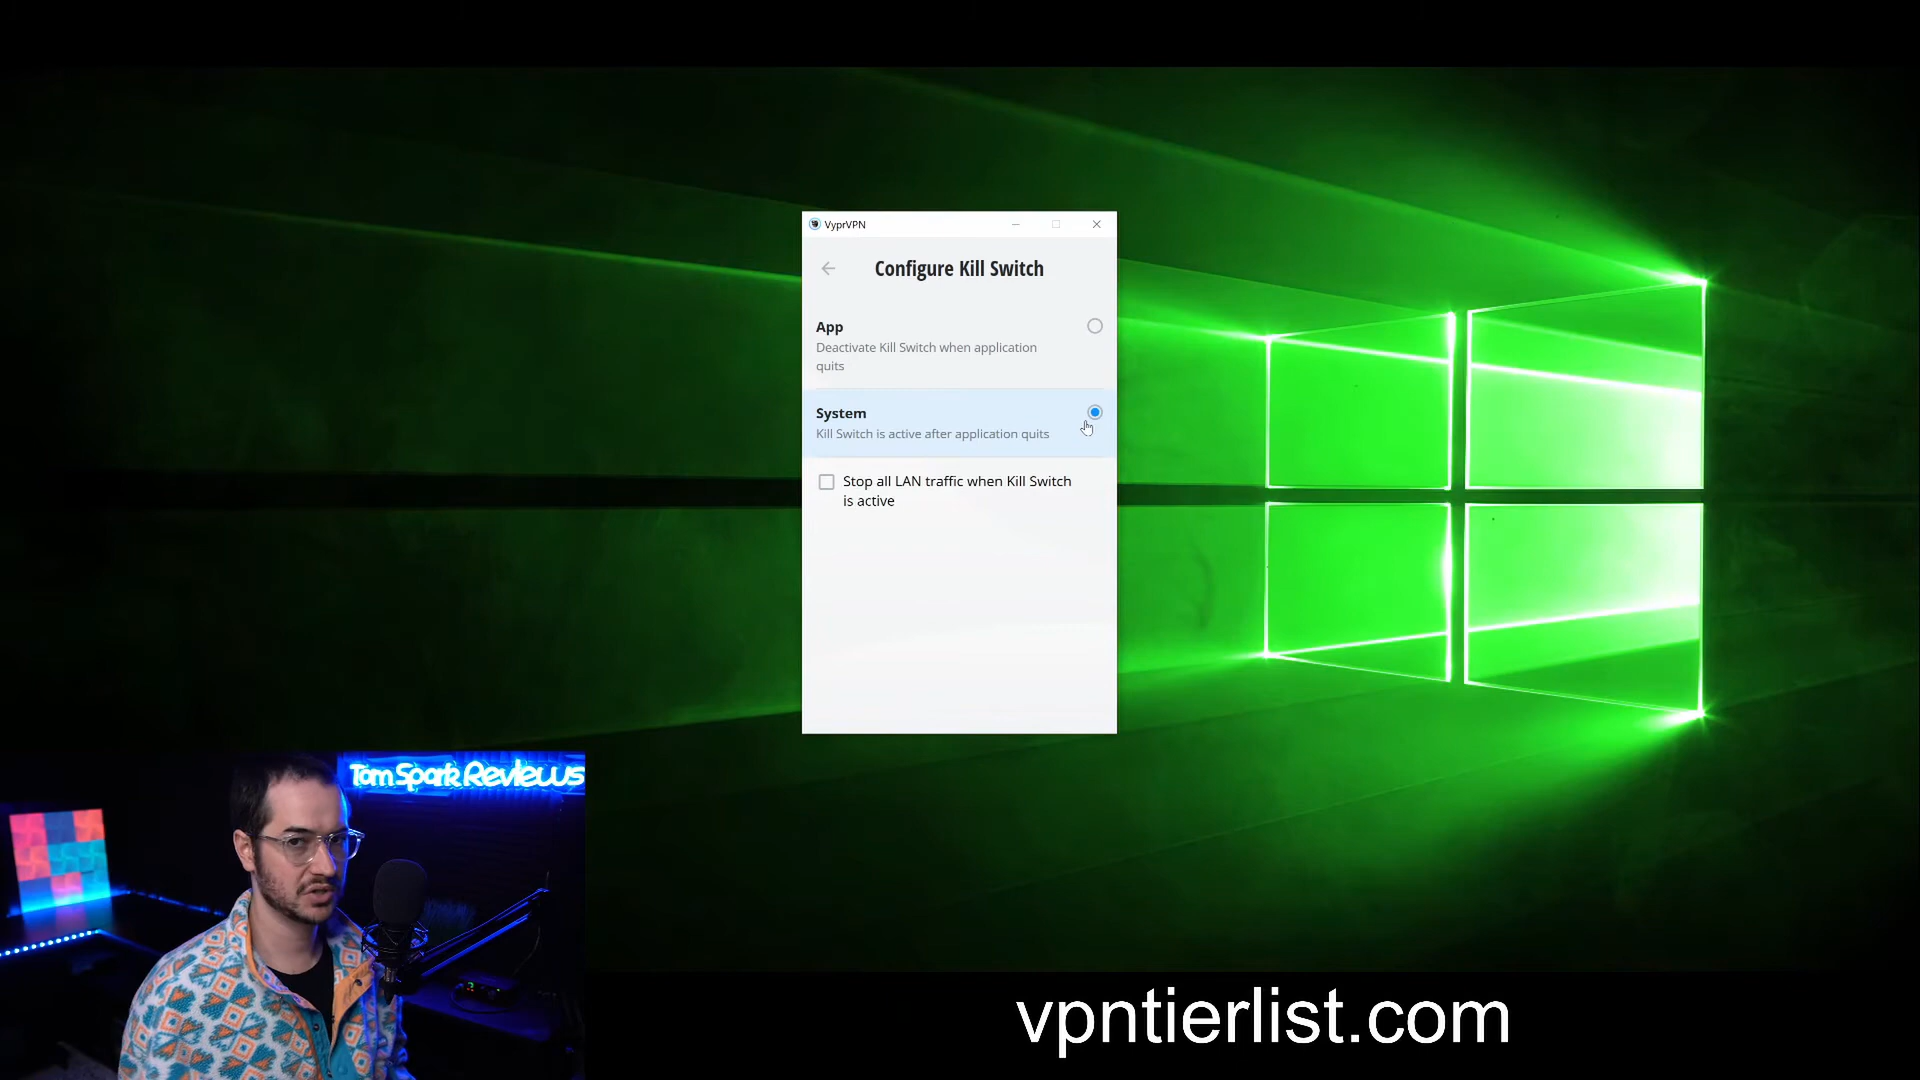 VyprVPN
Configure Kill Switch
App
Deactivate Kill Switch when application
quits
System
Kill Switch is active after application quits
Stop all LAN traffic when Kill Switch
is active
Tom Spark Reviews
vpntierlist.com